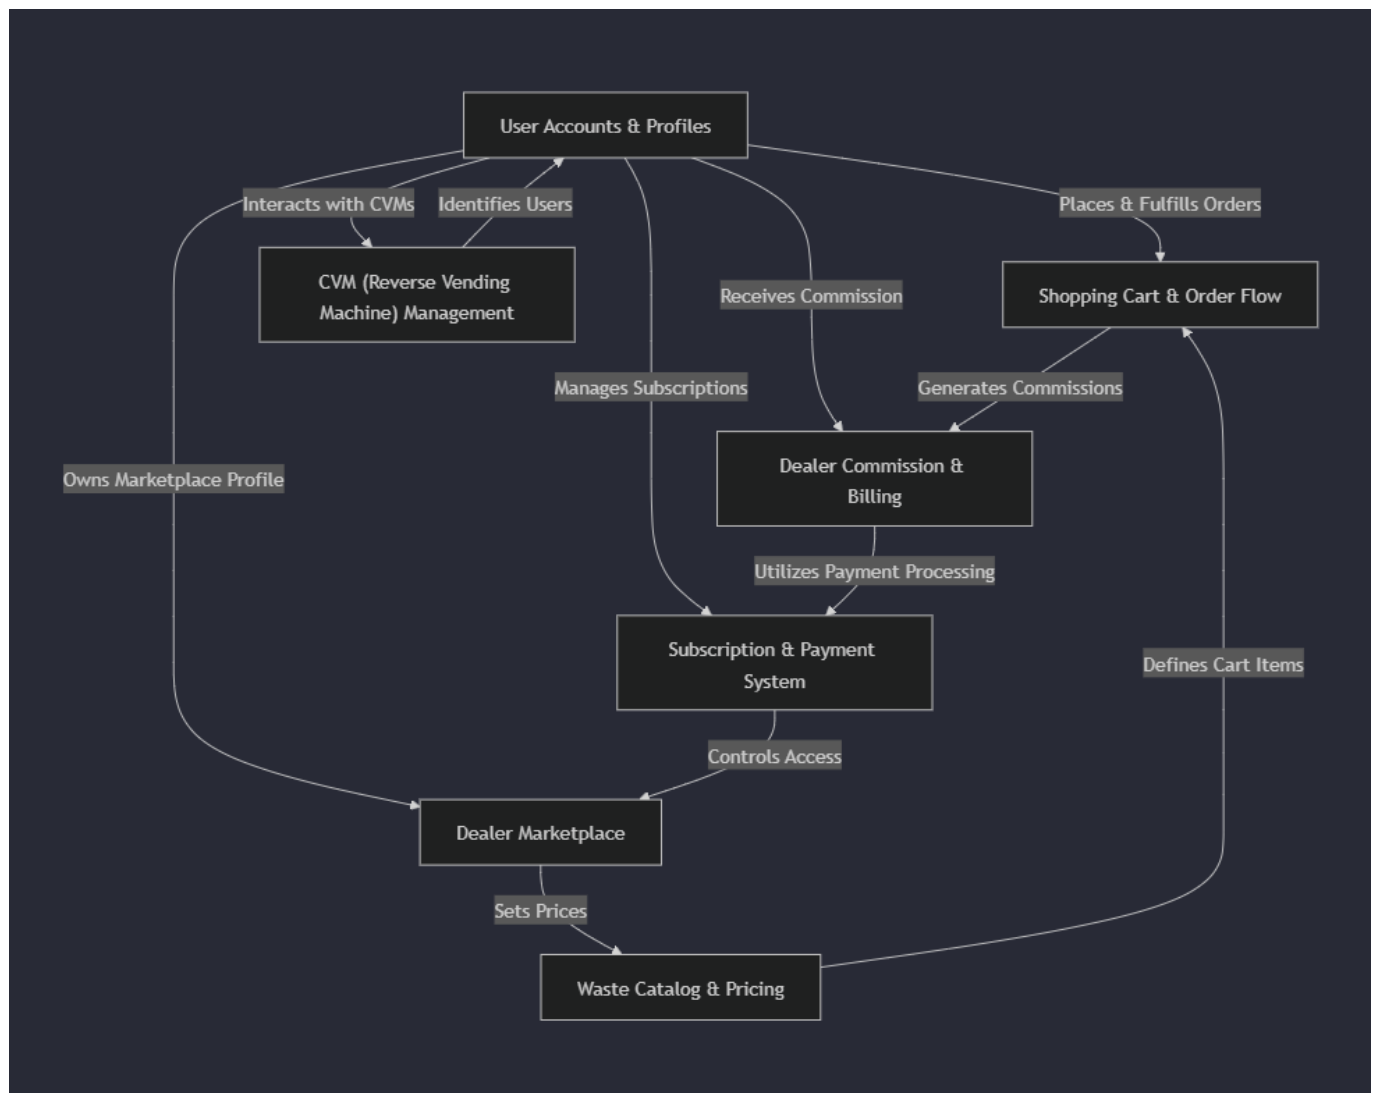 User Accounts & Profiles
Interacts with CVMs
Identifies Users
Places & Fulfills Orders
CVM (Reverse Vending
Machine) Management
Receives Commission
Shopping Cart & Order Flow
Manages Subscriptions
Generates Commissions
Owns Marketplace Profile
Dealer Commission &
Billing
Utilizes Payment Processing
Subscription & Payment
System
Defines Cart Items
Controls Access
Dealer Marketplace
Sets Prices
Waste Catalog & Pricing